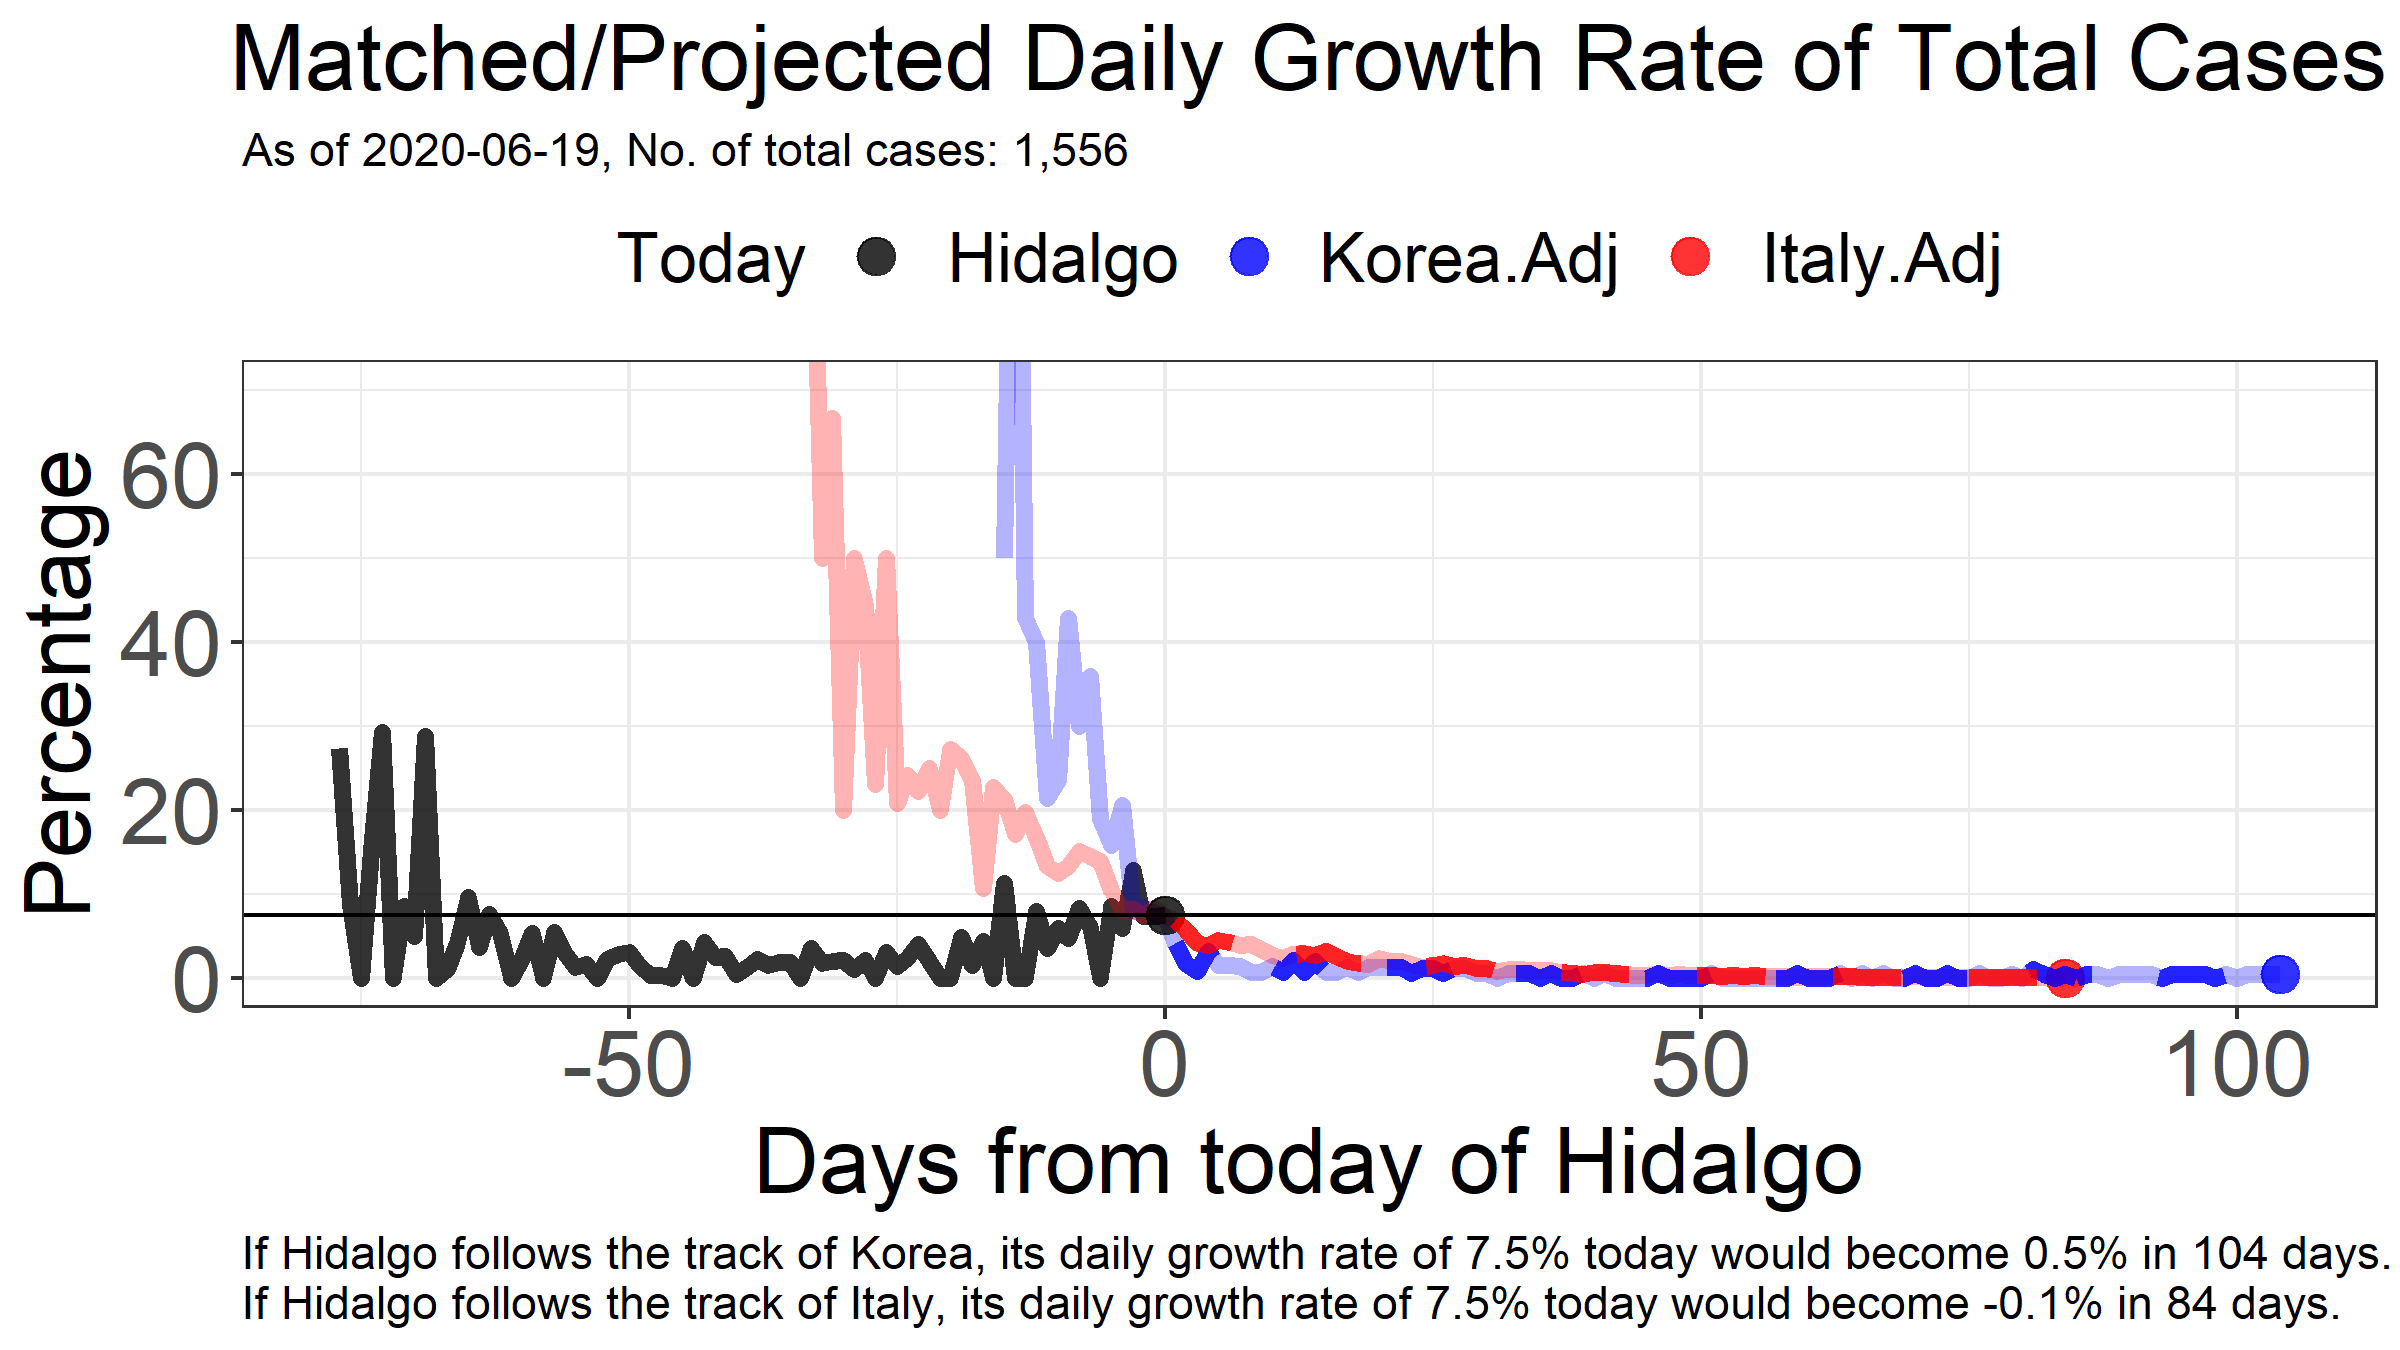 Matched/Projected Daily Growth Rate of Total Cases
As of 2020-06-19, No. of total cases: 1,556
Today Hidalgo Korea.Adj Italy.Adj
Percentage
60
40
20
0
-50 0 50 100
Days from today of Hidalgo
If Hidalgo follows the track of Korea, its daily growth rate of 7.5% today would become 0.5% in 104 days.
If Hidalgo follows the track of Italy, its daily growth rate of 7.5% today would become -0.1% in 84 days.